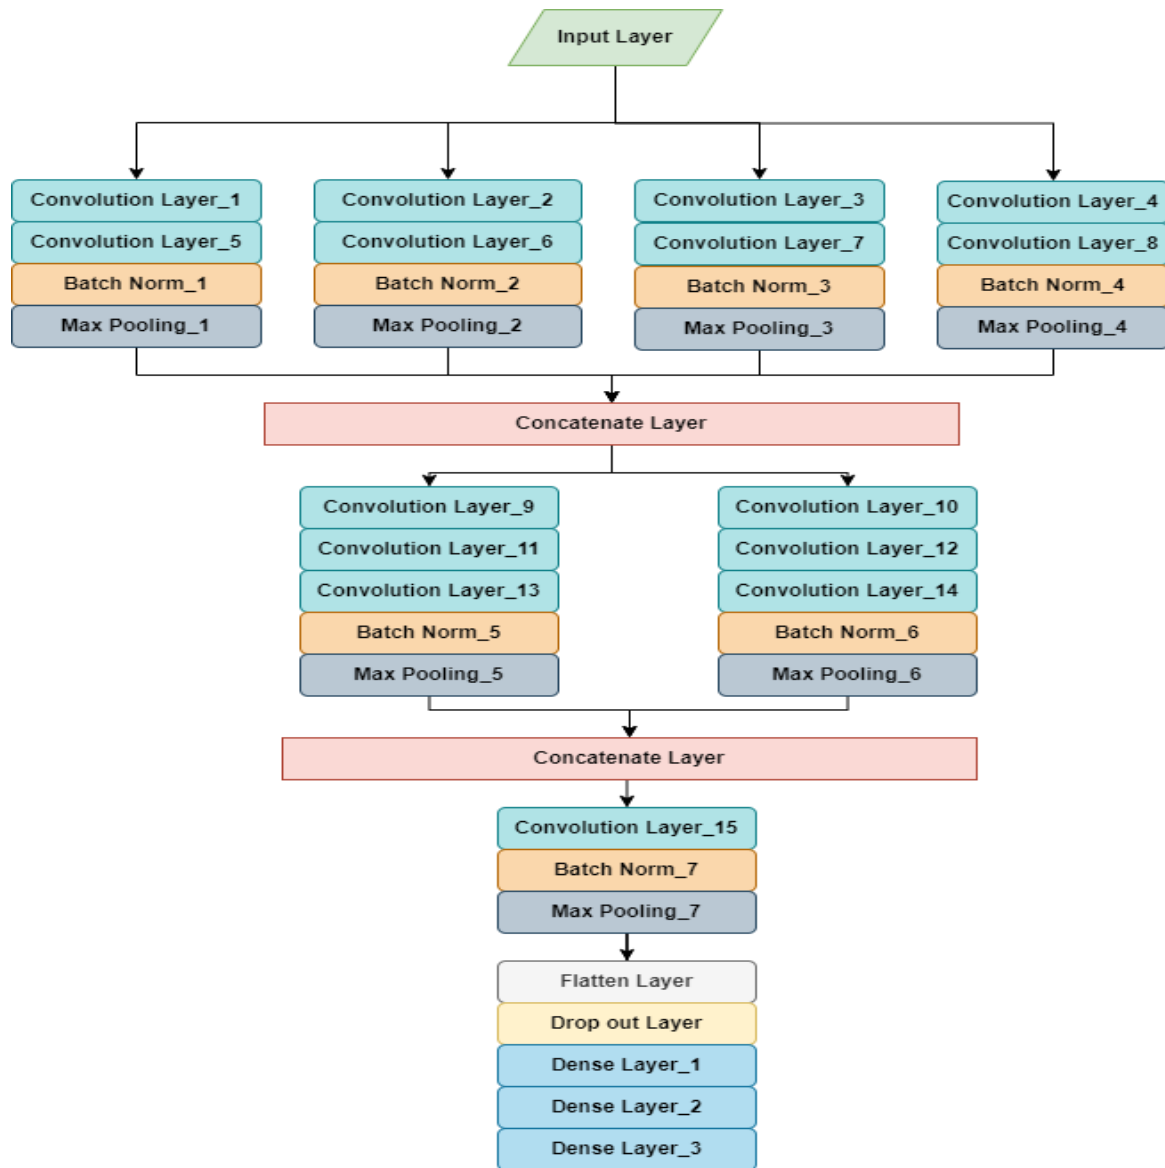 Input Layer
Convolution Layer_1
Convolution Layer_5
Batch Norm_1
Max Pooling_1
Convolution Layer_2
Convolution Layer_6
Batch Norm_2
Max Pooling_2
Convolution Layer_3
Convolution Layer_7
Batch Norm_3
Max Pooling_3
Convolution Layer_4
Convolution Layer_8
Batch Norm_4
Max Pooling_4
Concatenate Layer
Convolution Layer_9
Convolution Layer_11
Convolution Layer_13
Batch Norm_5
Max Pooling_5
Convolution Layer_10
Convolution Layer_12
Convolution Layer_14
Batch Norm_6
Max Pooling_6
Concatenate Layer
Convolution Layer_15
Batch Norm_7
Max Pooling_7
Flatten Layer
Drop out Layer
Dense Layer_1
Dense Layer_2
Dense Layer_3